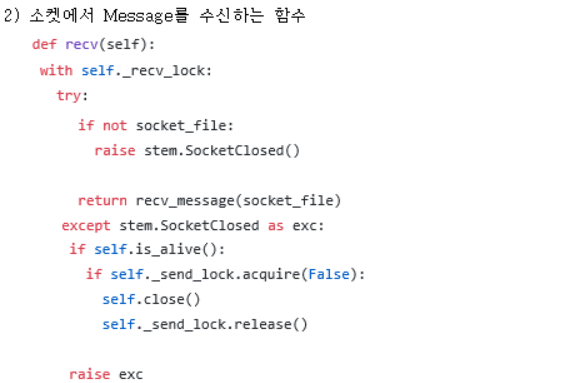 2) 소켓에서 Message를 수신하는 함수
def recv(self):
with self._recv_lock:
try:
if not socket_file:
raise stem.SocketClosed()
return recv_message(socket_file)
except stem.SocketClosed as exc:
if self.is_alive():
if self._send_lock.acquire(False):
self.close()
self._send_lock.release()
raise exc